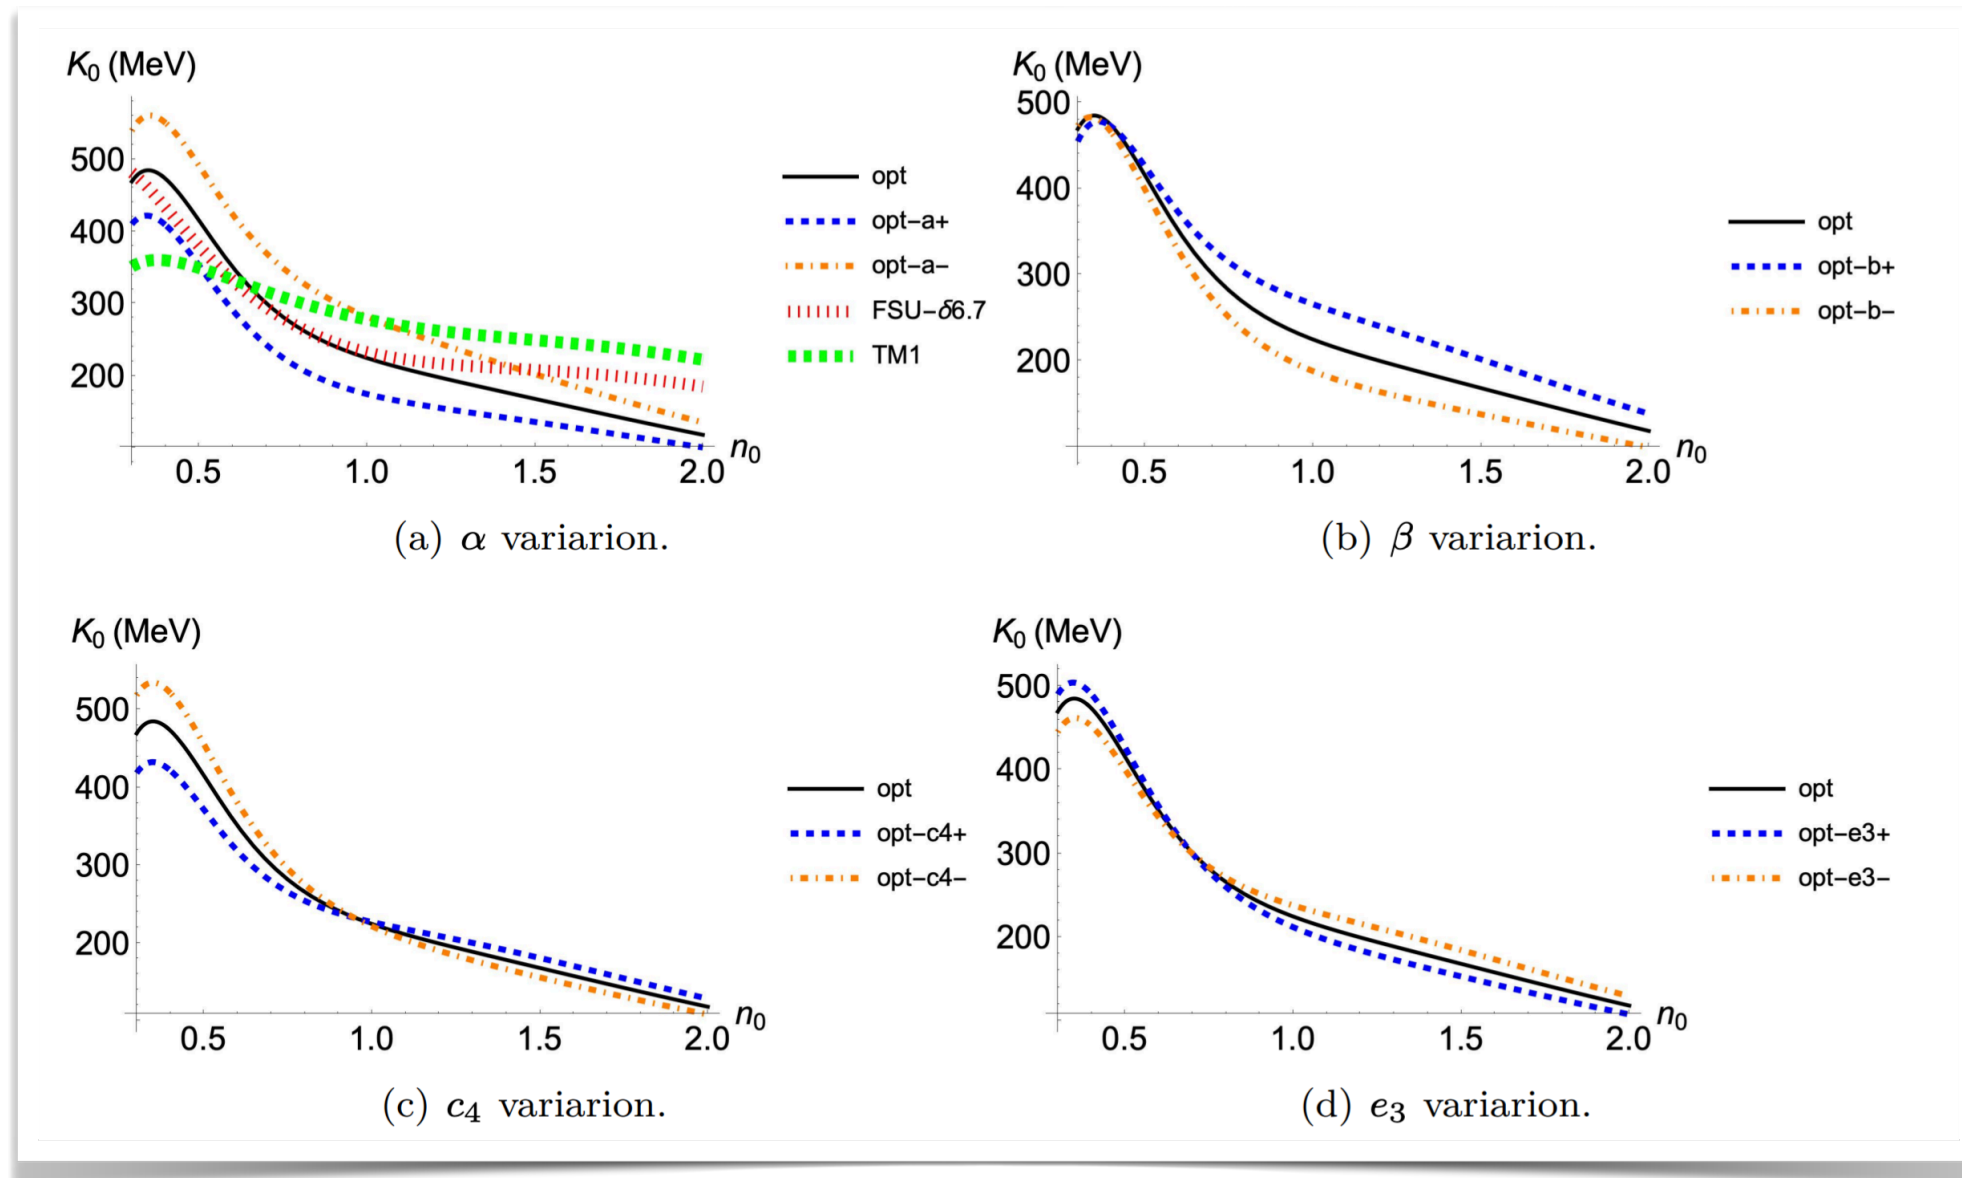 K₀ (MeV)
500
400
300
200
0.5 1.0 1.5 2.0 n₀
opt
opt−a+
opt−a−
FSU−δ6.7
TM1
(a) α variarion.
K₀ (MeV)
500
400
300
200
0.5 1.0 1.5 2.0 n₀
opt
opt−b+
opt−b−
(b) β variarion.
K₀ (MeV)
500
400
300
200
0.5 1.0 1.5 2.0 n₀
opt
opt−c4+
opt−c4−
(c) c₄ variarion.
K₀ (MeV)
500
400
300
200
0.5 1.0 1.5 2.0 n₀
opt
opt−e3+
opt−e3−
(d) e₃ variarion.